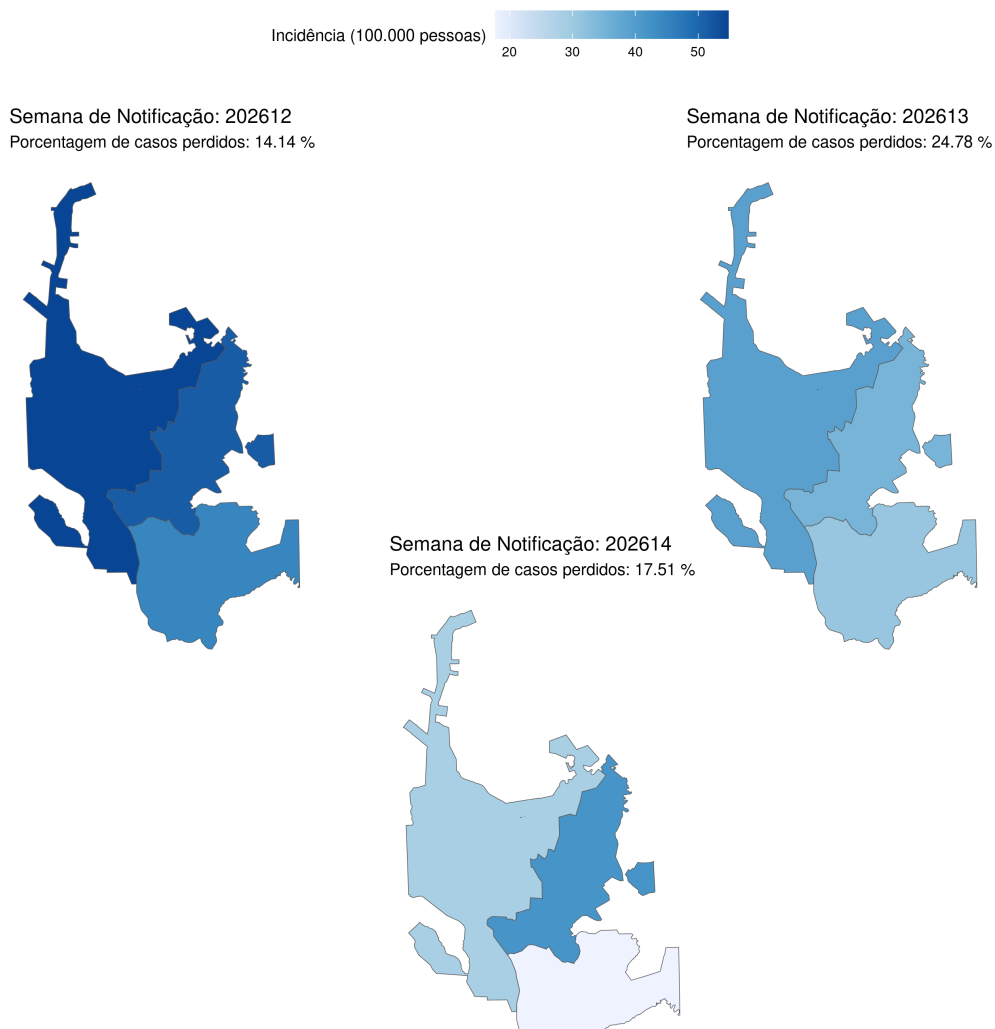 Incidência (100.000 pessoas)
20 30 40 50
Semana de Notificação: 202612
Porcentagem de casos perdidos: 14.14 %
Semana de Notificação: 202613
Porcentagem de casos perdidos: 24.78 %
Semana de Notificação: 202614
Porcentagem de casos perdidos: 17.51 %